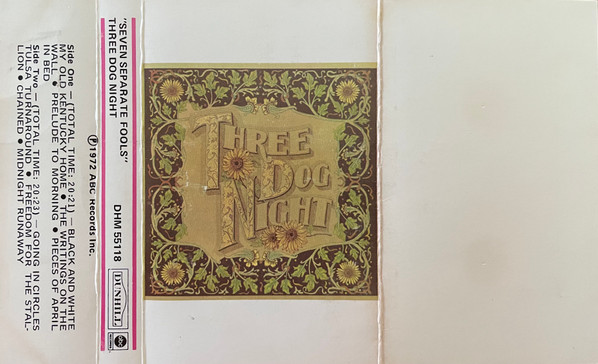 THREE
DOG
NIGHT
"SEVEN SEPARATE FOOLS"
THREE DOG NIGHT
DHM 55118
DUNHILL
abc
℗1972 ABC Records Inc.
Side One — (TOTAL TIME: 20:21) — BLACK AND WHITE
MY OLD KENTUCKY HOME • THE WRITINGS ON THE
WALL • PRELUDE TO MORNING • PIECES OF APRIL
IN BED
Side Two — (TOTAL TIME: 20:23) — GOING IN CIRCLES
TULSA TURNAROUND • FREEDOM FOR THE STAL-
LION • CHAINED • MIDNIGHT RUNAWAY